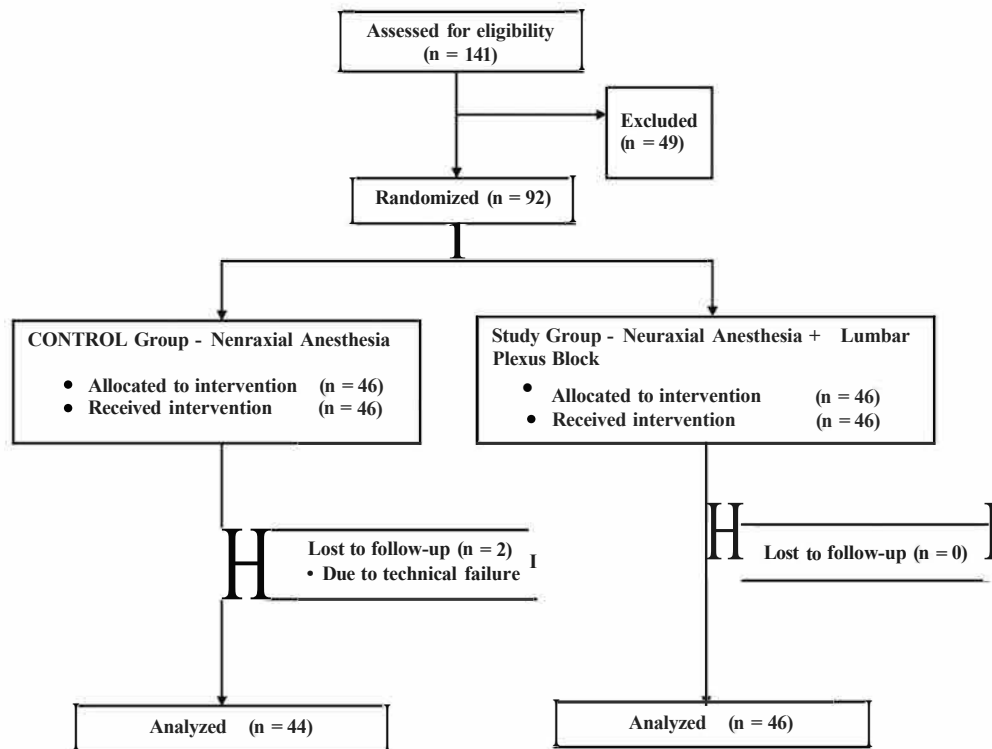 Assessed for eligibility
(n = 141)
Excluded
(n = 49)
Randomized (n = 92)
CONTROL Group - Nenraxial Anesthesia
• Allocated to intervention (n = 46)
• Received intervention (n = 46)
Study Group - Neuraxial Anesthesia + Lumbar
Plexus Block
• Allocated to intervention (n = 46)
• Received intervention (n = 46)
Lost to follow-up (n = 2)
• Due to technical failure
Lost to follow-up (n = 0)
Analyzed (n = 44)
Analyzed (n = 46)